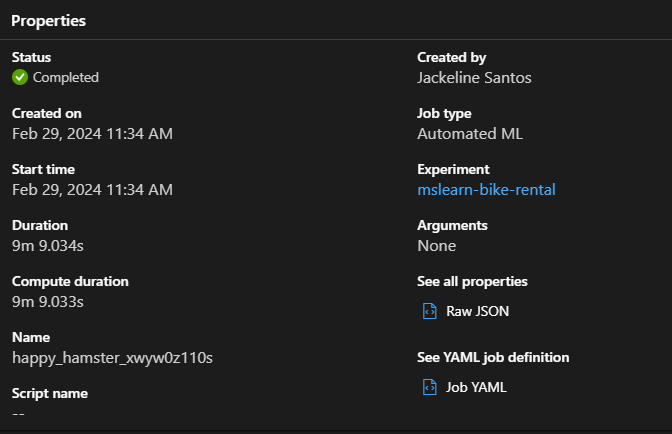 Properties
Status
Completed
Created on
Feb 29, 2024 11:34 AM
Start time
Feb 29, 2024 11:34 AM
Duration
9m 9.034s
Compute duration
9m 9.033s
Name
happy_hamster_xwyw0z110s
Script name
--
Created by
Jackeline Santos
Job type
Automated ML
Experiment
mslearn-bike-rental
Arguments
None
See all properties
Raw JSON
See YAML job definition
Job YAML